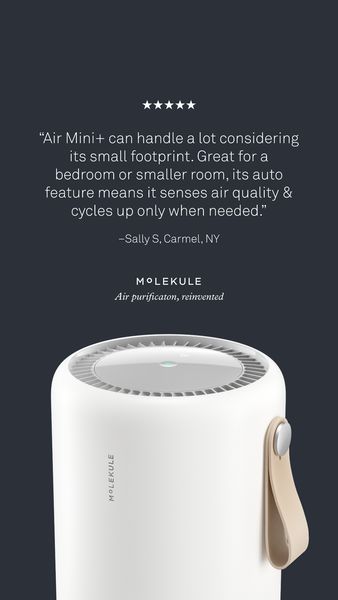 ★★★★★
“Air Mini+ can handle a lot considering
its small footprint. Great for a
bedroom or smaller room, its auto
feature means it senses air quality &
cycles up only when needed.”
–Sally S, Carmel, NY
MOLEKULE
Air purificaton, reinvented
MOLEKULE